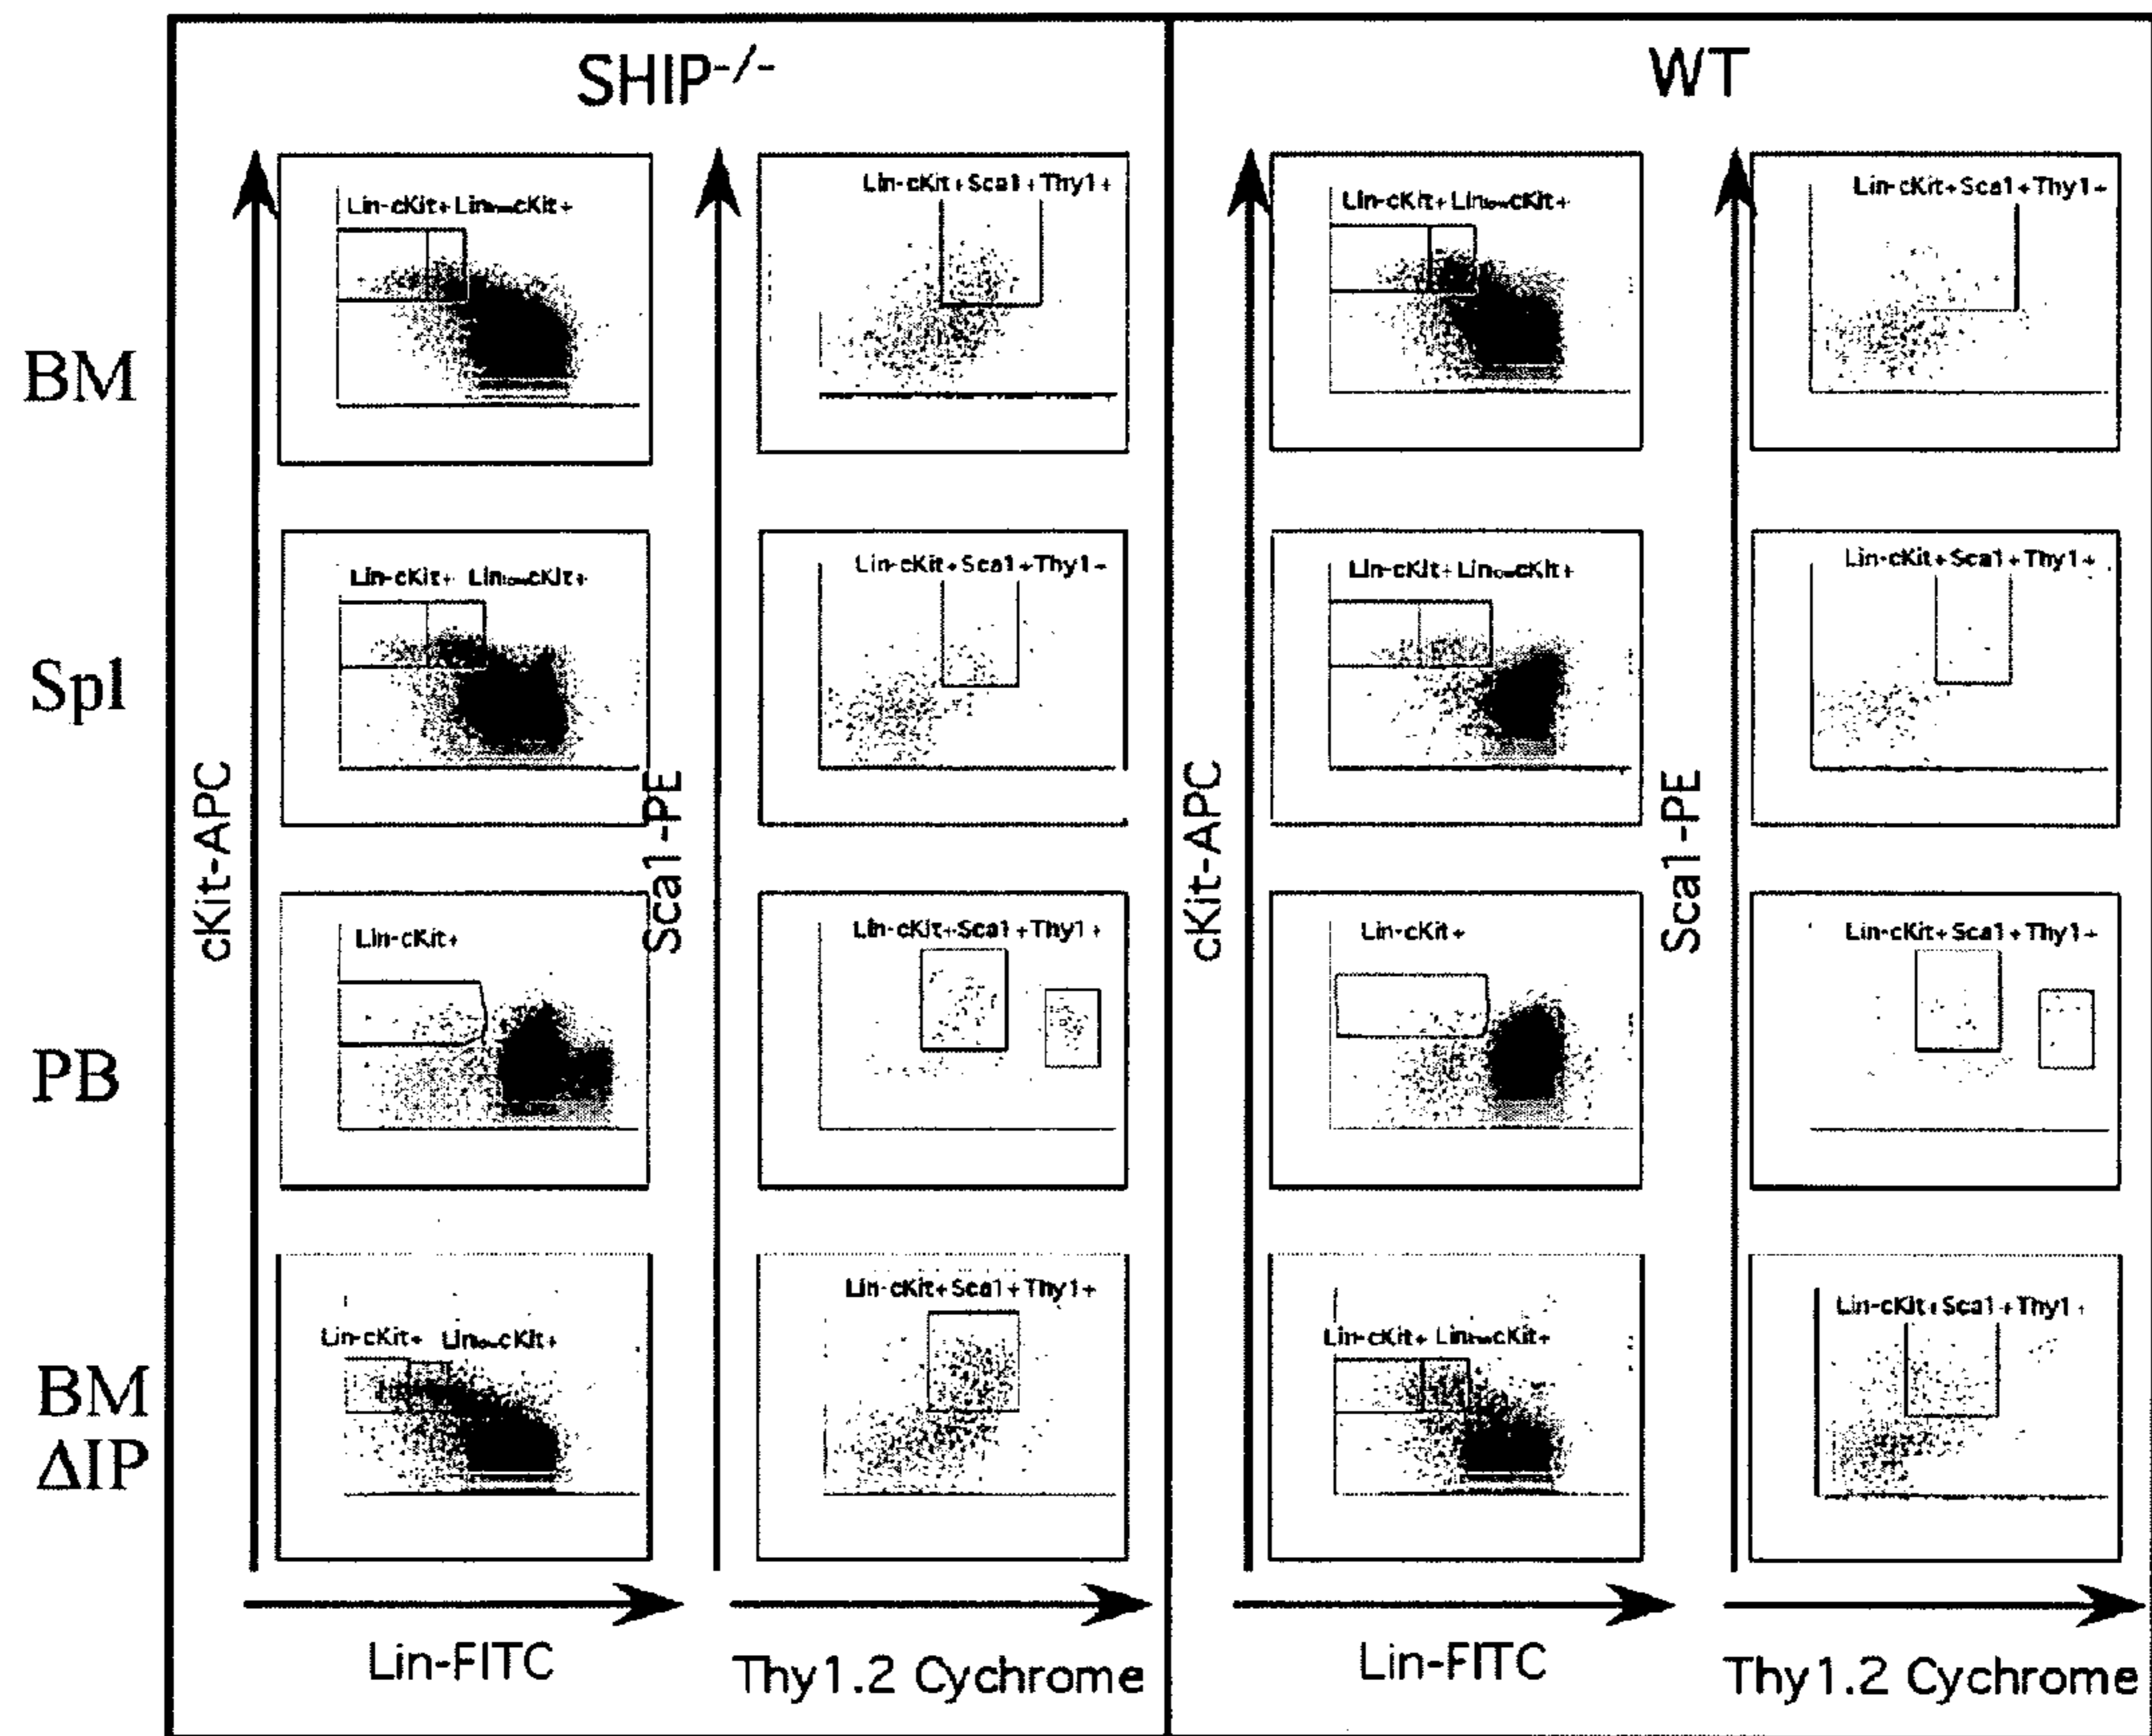 SHIP-/-
WT
BM
Lin-cKit+ Linlow cKit+
Lin-cKit+Sca1+Thy1+
Lin-cKit+ Linlow cKit+
Lin-cKit+Sca1+Thy1+
Spl
Lin-cKit+ Linlow cKit+
Lin-cKit+Sca1+Thy1+
Lin-cKit+ Linlow cKit+
Lin-cKit+Sca1+Thy1+
PB
Lin-cKit+
Lin-cKit+Sca1+Thy1+
Lin-cKit+
Lin-cKit+Sca1+Thy1+
BM
ΔIP
Lin-cKit+ Linlow cKit+
Lin-cKit+Sca1+Thy1+
Lin-cKit+ Linlow cKit+
Lin-cKit+Sca1+Thy1+
cKit-APC
Sca1-PE
cKit-APC
Sca1-PE
Lin-FITC
Thy1.2 Cychrome
Lin-FITC
Thy1.2 Cychrome